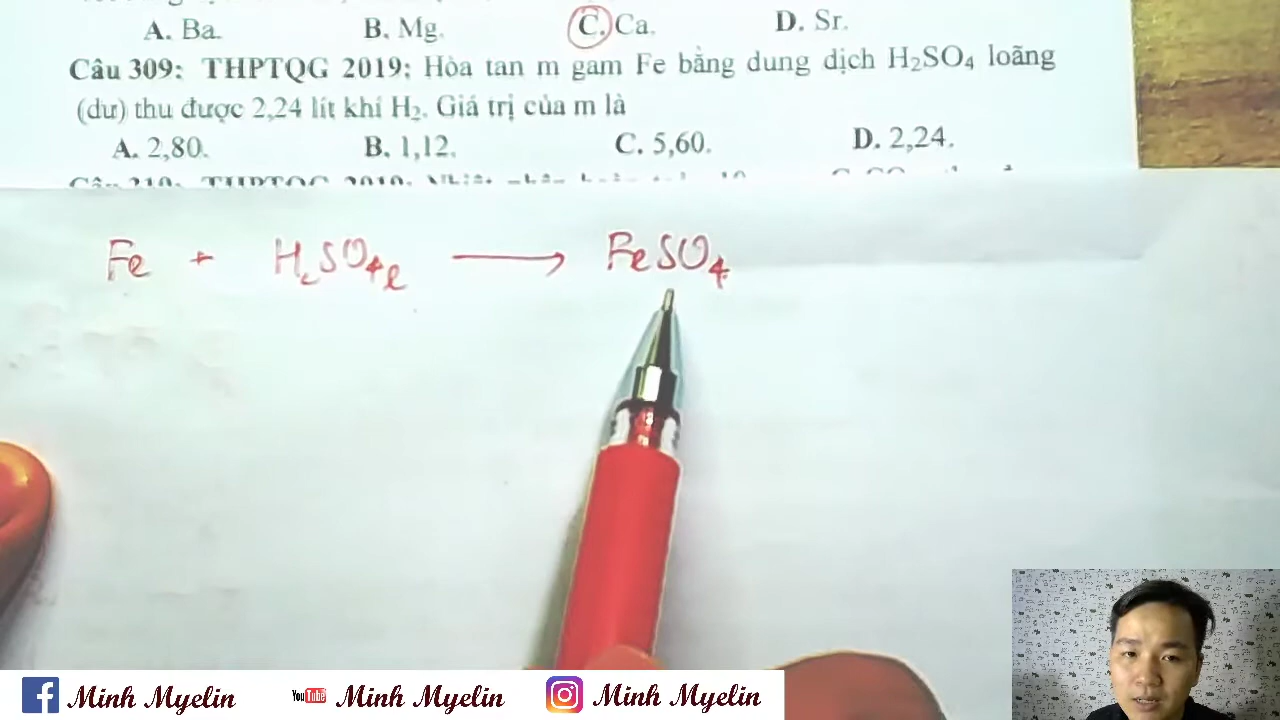 A. Ba. B. Mg. C. Ca. D. Sr.
Câu 309: THPTQG 2019: Hòa tan m gam Fe bằng dung dịch H₂SO₄ loãng
(dư) thu được 2,24 lít khí H₂. Giá trị của m là
A. 2,80. B. 1,12. C. 5,60. D. 2,24.
Fe + H₂SO₄ l ⟶ FeSO₄
Minh Myelin YouTube Minh Myelin Minh Myelin